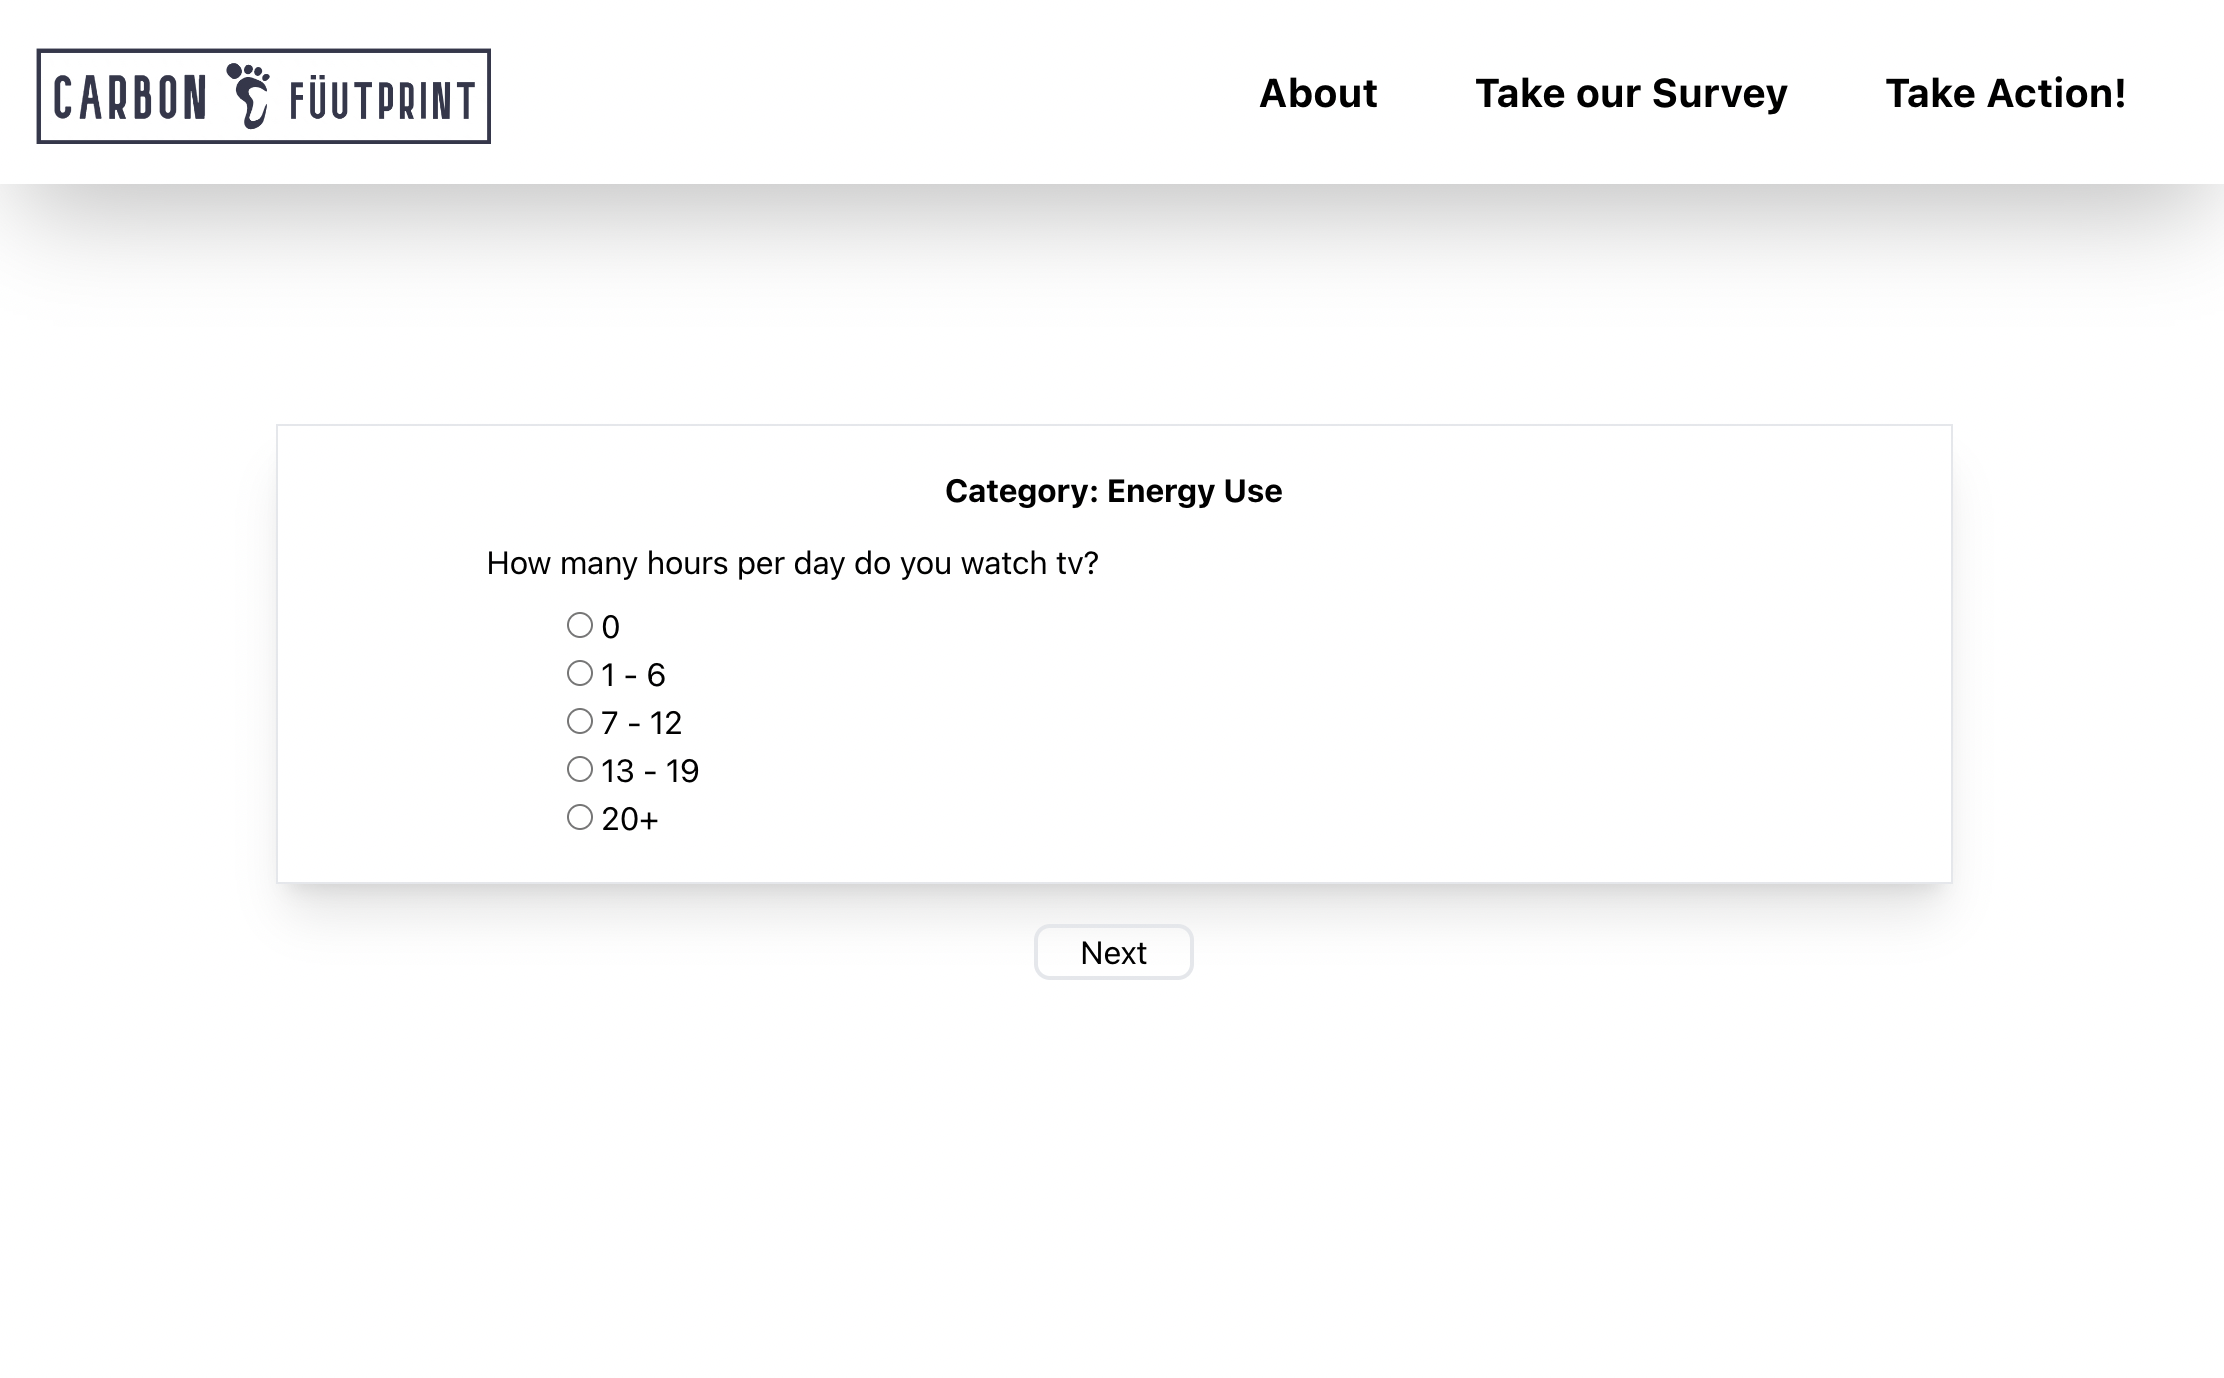 CARBON FÜUTPRINT
About Take our Survey Take Action!
Category: Energy Use
How many hours per day do you watch tv?
0
1 - 6
7 - 12
13 - 19
20+
Next